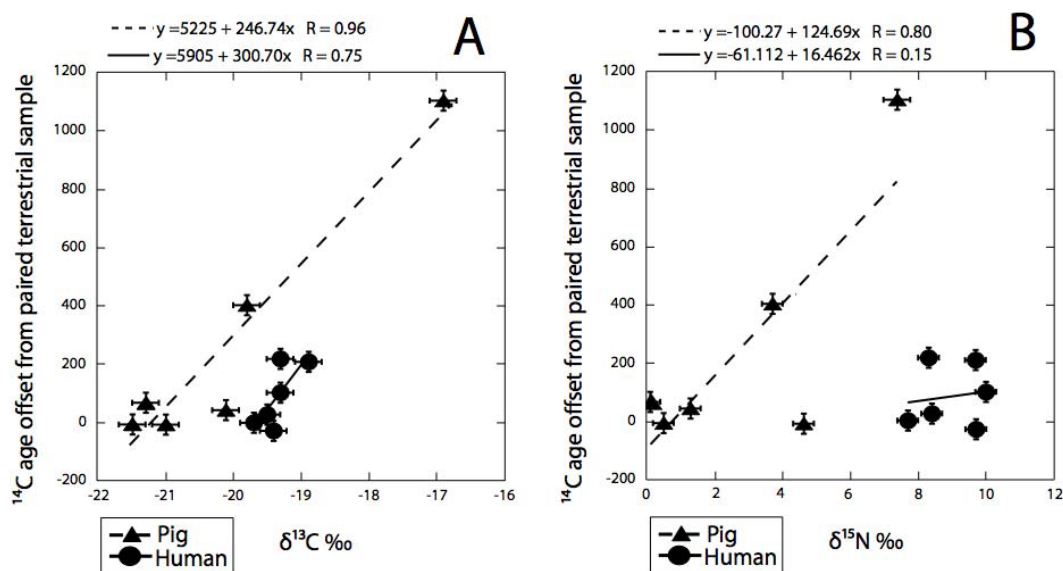 y=5225 + 246.74x R = 0.96
y=5905 + 300.70x R = 0.75
A
1200
1000
800
600
400
200
0
-200
-22
-21
-20
-19
-18
-17
-16
¹⁴C age offset from paired terrestrial sample
δ¹³C ‰
Pig
Human
y=-100.27 + 124.69x R = 0.80
y=-61.112 + 16.462x R = 0.15
B
1200
1000
800
600
400
200
0
-200
0
2
4
6
8
10
12
¹⁴C age offset from paired terrestrial sample
δ¹⁵N ‰
Pig
Human